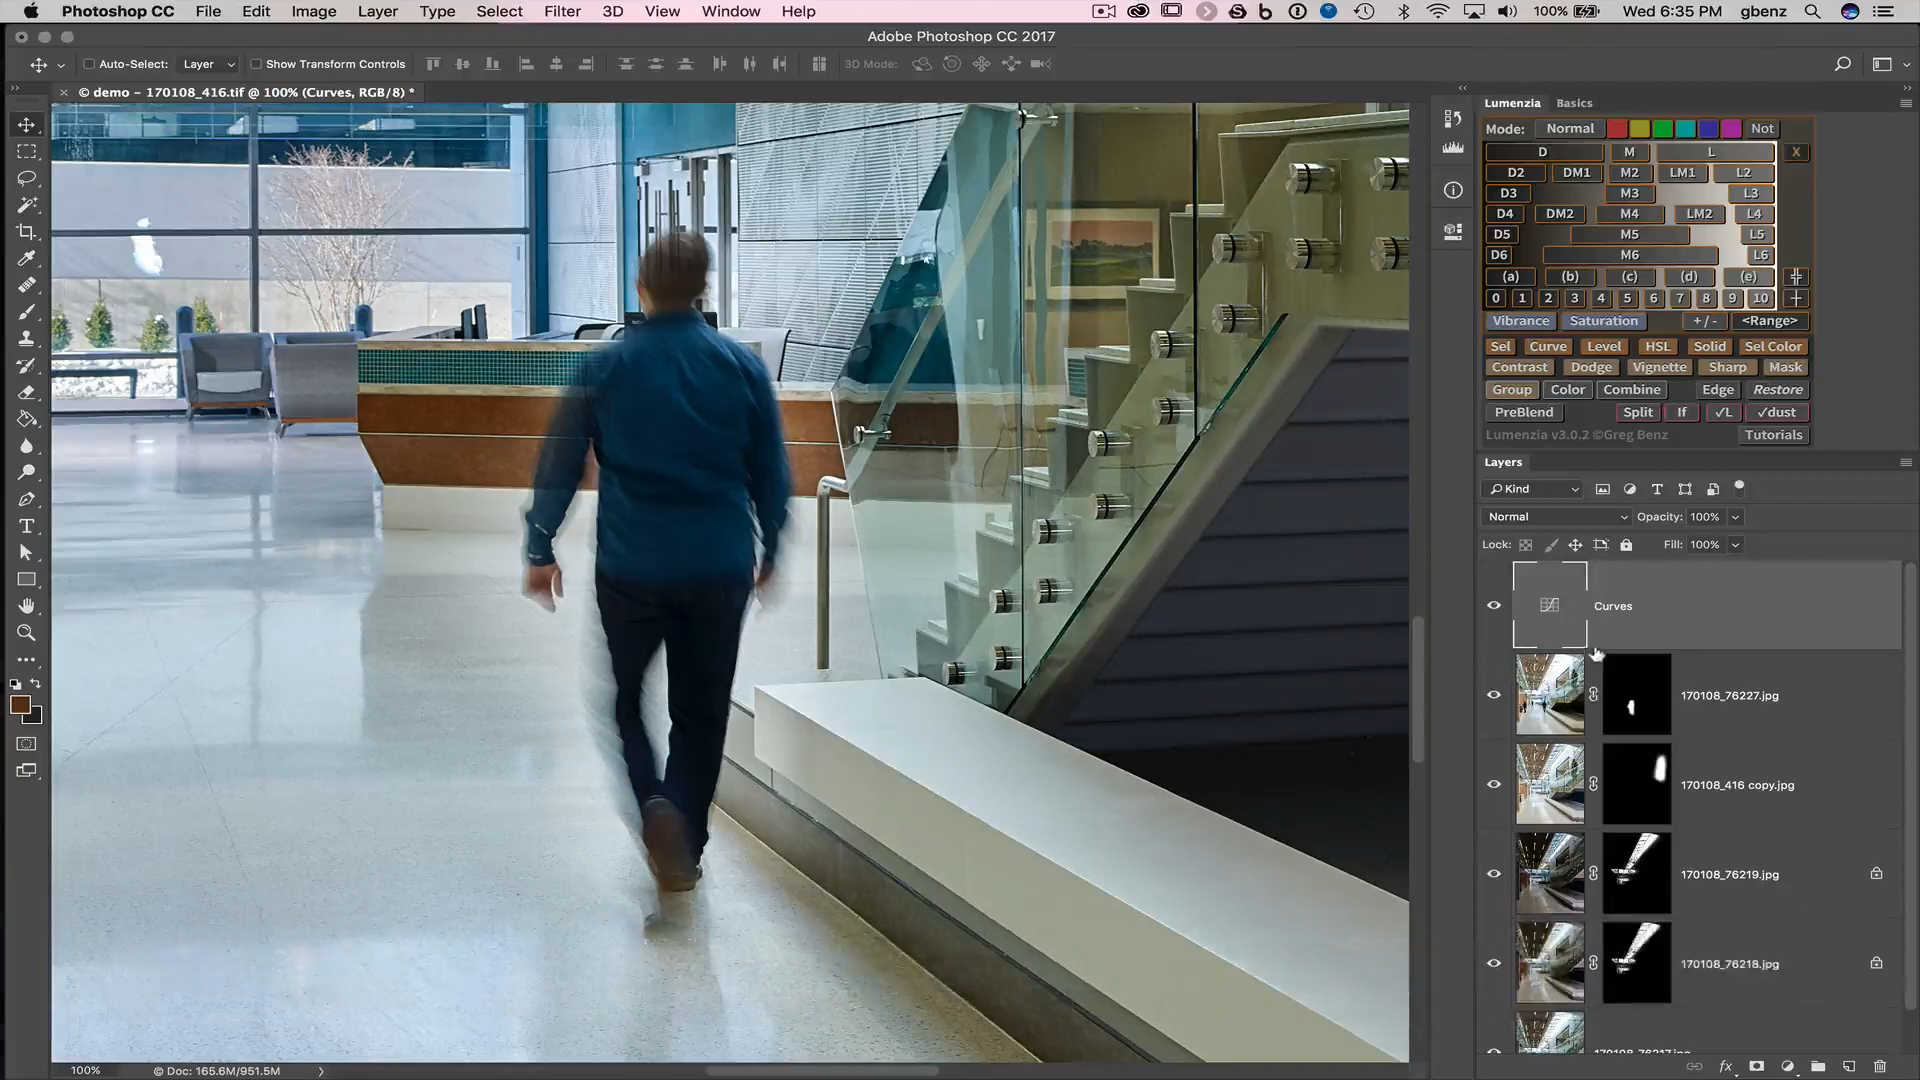 Photoshop CC File Edit Image Layer Type Select Filter 3D View Window Help 100% Wed 6:35 PM gbenz
Adobe Photoshop CC 2017
Auto-Select: Layer Show Transform Controls 3D Mode:
© demo – 170108_416.tif @ 100% (Curves, RGB/8) *
Lumenzia Basics
Mode: Normal Not
D M L X
D2 DM1 M2 LM1 L2
D3 M3 L3
D4 DM2 M4 LM2 L4
D5 M5 L5
D6 M6 L6
(a) (b) (c) (d) (e)
0 1 2 3 4 5 6 7 8 9 10
Vibrance Saturation + / - <Range>
Sel Curve Level HSL Solid Sel Color
Contrast Dodge Vignette Sharp Mask
Group Color Combine Edge Restore
PreBlend Split If ✓L ✓dust
Lumenzia v3.0.2 ©Greg Benz Tutorials
Layers
Kind
Normal Opacity: 100%
Lock: Fill: 100%
Curves
170108_76227.jpg
170108_416 copy.jpg
170108_76219.jpg
170108_76218.jpg
170108_76217.jpg
100% © Doc: 165.6M/951.5M
fx